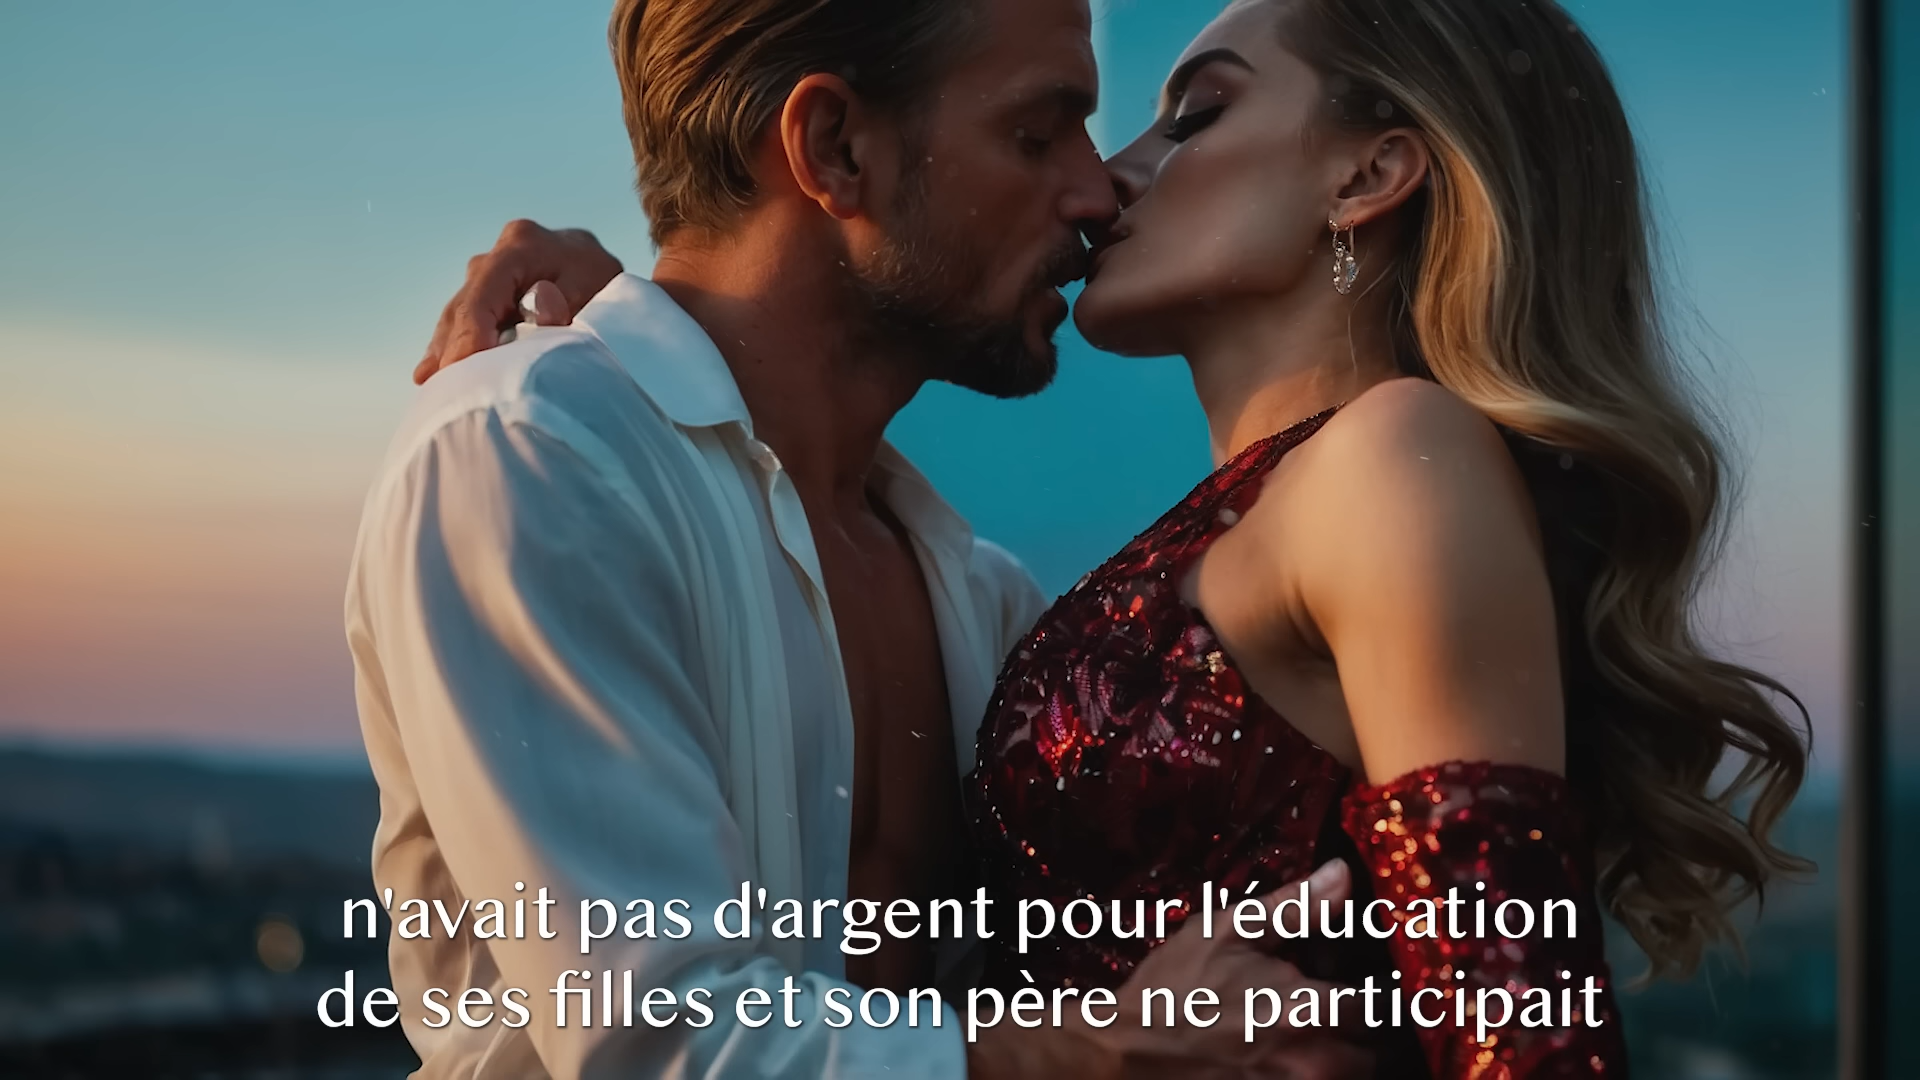 n'avait pas d'argent pour l'éducation
de ses filles et son père ne participait